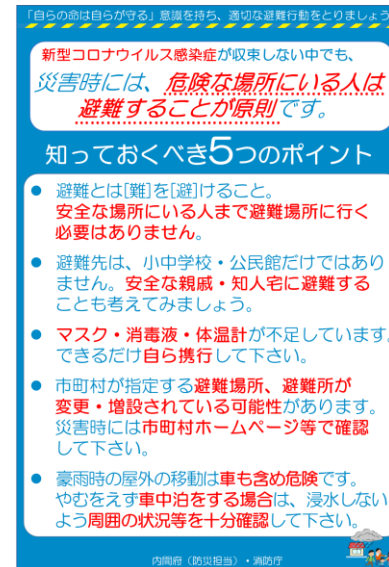 「自らの命は自らが守る」意識を持ち、適切な避難行動をとりましょう
新型コロナウイルス感染症が収束しない中でも、
災害時には、危険な場所にいる人は
避難することが原則です。
知っておくべき5つのポイント
● 避難とは[難]を[避]けること。
安全な場所にいる人まで避難場所に行く
必要はありません。
● 避難先は、小中学校・公民館だけではあり
ません。安全な親戚・知人宅に避難する
ことも考えてみましょう。
● マスク・消毒液・体温計が不足しています。
できるだけ自ら携行して下さい。
● 市町村が指定する避難場所、避難所が
変更・増設されている可能性があります。
災害時には市町村ホームページ等で確認
して下さい。
● 豪雨時の屋外の移動は車も含め危険です。
やむをえず車中泊をする場合は、浸水しない
よう周囲の状況等を十分確認して下さい。
内閣府（防災担当）・消防庁